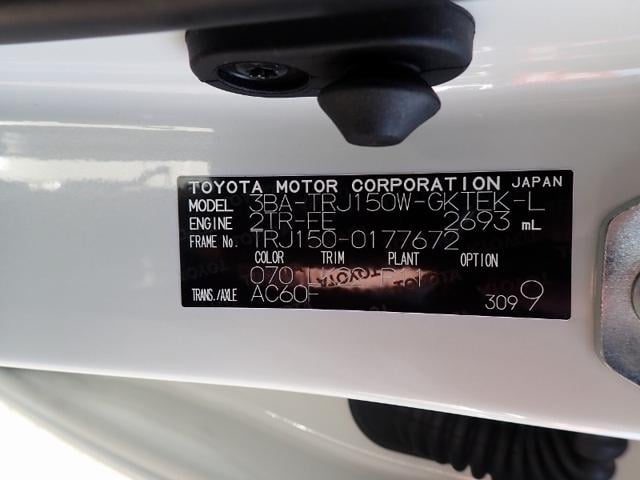 TOYOTA MOTOR CORPORATION JAPAN
MODEL 3BA-TRJ150W-GKTEK-L
ENGINE 2TR-FE 2693 mL
FRAME No. TRJ150-0177672
COLOR TRIM PLANT OPTION
070 P11
TRANS./AXLE AC60F
309 9